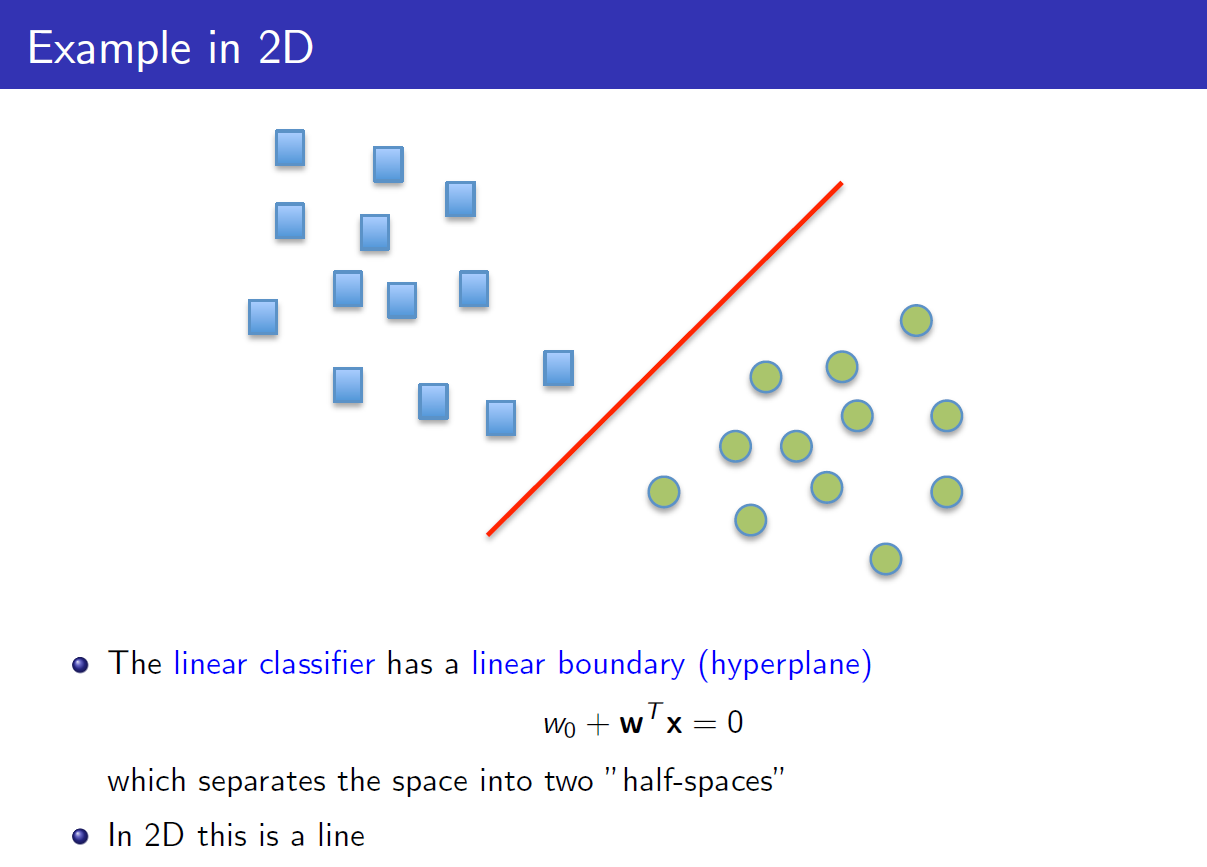 Example in 2D
The linear classifier has a linear boundary (hyperplane)
w₀ + wᵀx = 0
which separates the space into two ”half-spaces”
In 2D this is a line